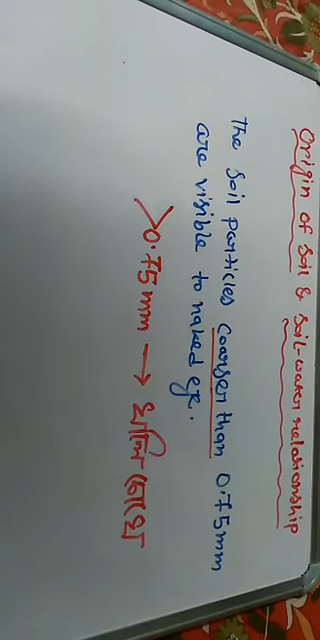 Origin of Soil & Soil-water relationship
The Soil particles Coarser than 0.75mm
are visible to naked eye.
>0.75mm → খালি চোখে